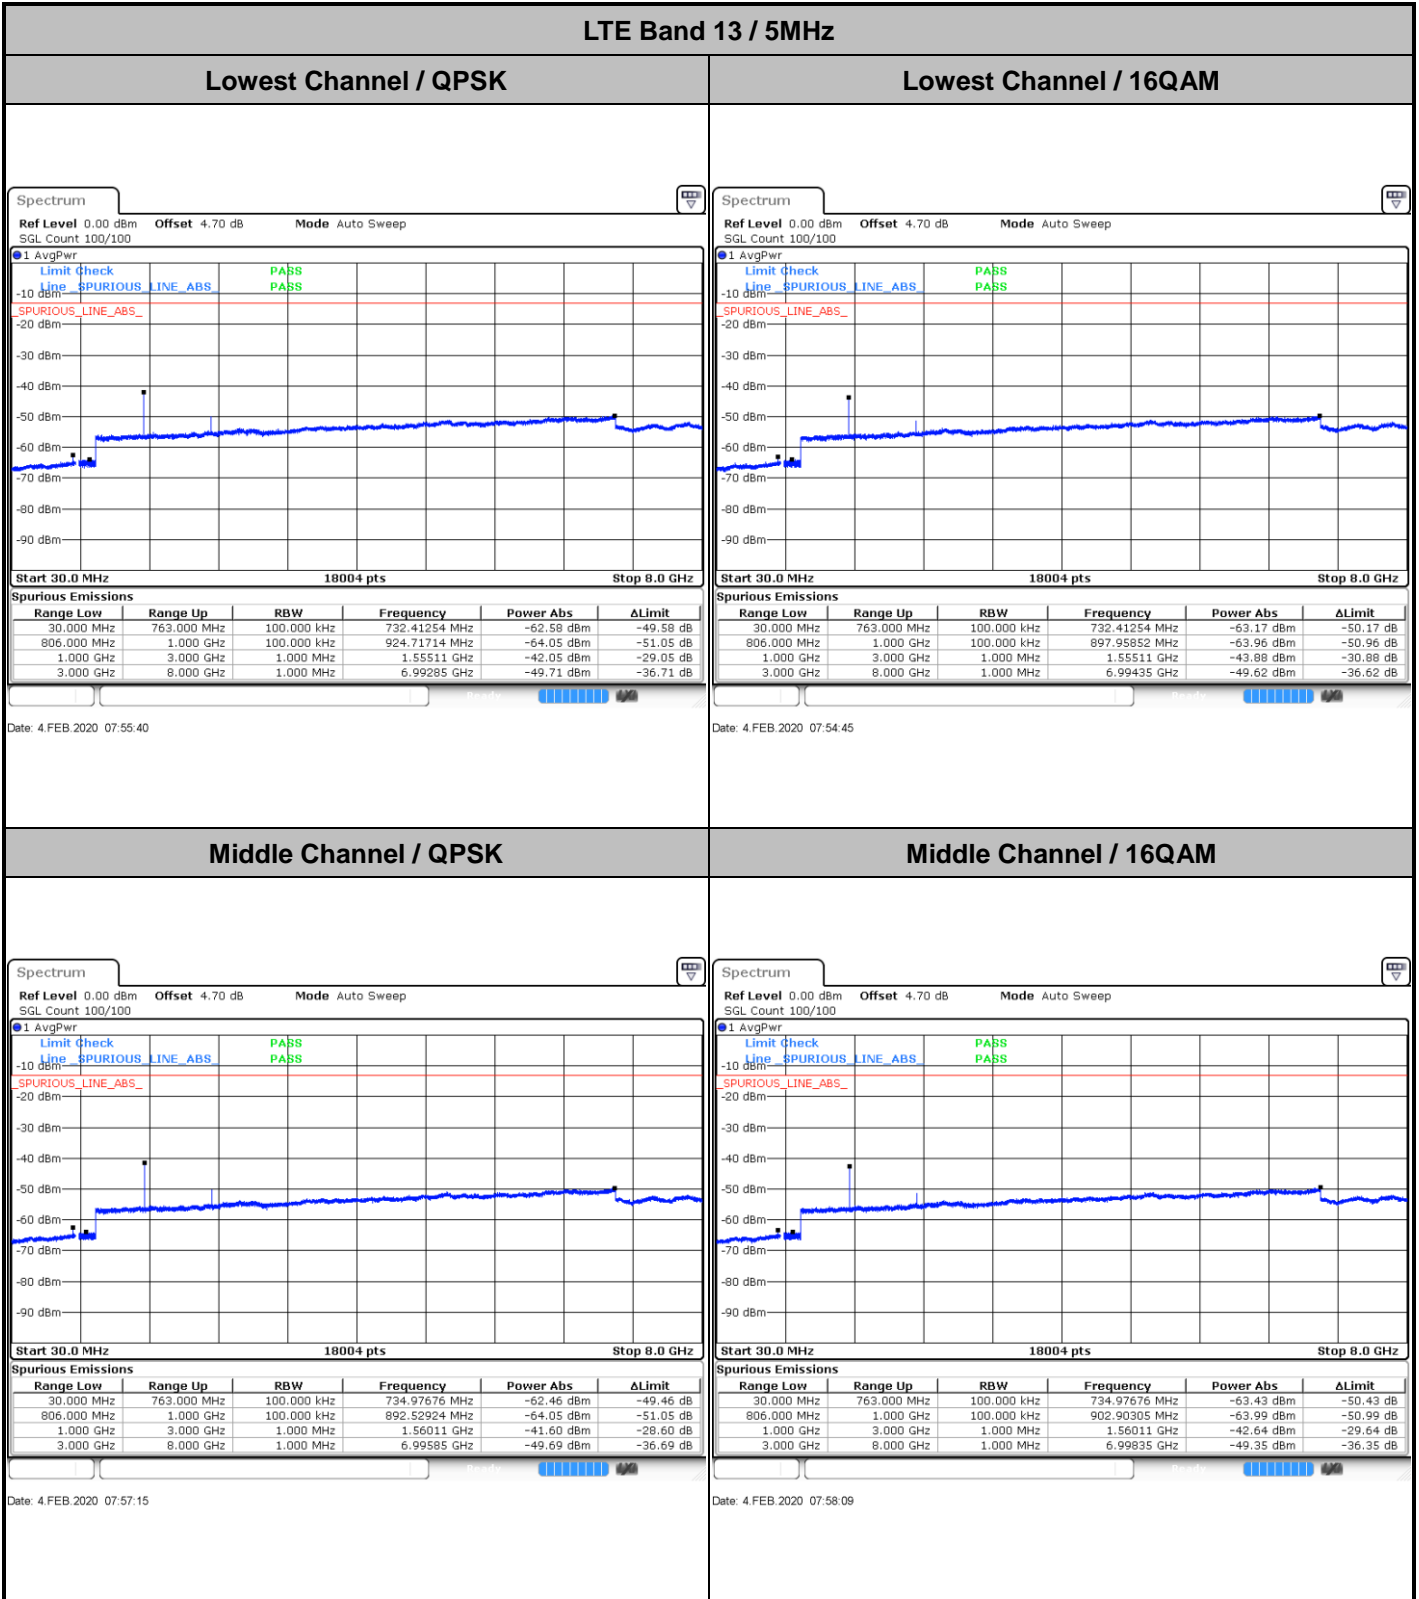 LTE Band 13 / 5MHz
Lowest Channel / QPSK
Lowest Channel / 16QAM
Spectrum
Ref Level 0.00 dBm Offset 4.70 dB Mode Auto Sweep
SGL Count 100/100
1 AvgPwr
Limit Check PASS
Line _SPURIOUS_LINE_ABS_ PASS
-10 dBm
_SPURIOUS_LINE_ABS_
-20 dBm
-30 dBm
-40 dBm
-50 dBm
-60 dBm
-70 dBm
-80 dBm
-90 dBm
Start 30.0 MHz 18004 pts Stop 8.0 GHz
Spurious Emissions
Range Low Range Up RBW Frequency Power Abs ΔLimit
30.000 MHz 763.000 MHz 100.000 kHz 732.41254 MHz -62.58 dBm -49.58 dB
806.000 MHz 1.000 GHz 100.000 kHz 924.71714 MHz -64.05 dBm -51.05 dB
1.000 GHz 3.000 GHz 1.000 MHz 1.55511 GHz -42.05 dBm -29.05 dB
3.000 GHz 8.000 GHz 1.000 MHz 6.99285 GHz -49.71 dBm -36.71 dB
Ready
Date: 4.FEB.2020 07:55:40
Spectrum
Ref Level 0.00 dBm Offset 4.70 dB Mode Auto Sweep
SGL Count 100/100
1 AvgPwr
Limit Check PASS
Line _SPURIOUS_LINE_ABS_ PASS
-10 dBm
_SPURIOUS_LINE_ABS_
-20 dBm
-30 dBm
-40 dBm
-50 dBm
-60 dBm
-70 dBm
-80 dBm
-90 dBm
Start 30.0 MHz 18004 pts Stop 8.0 GHz
Spurious Emissions
Range Low Range Up RBW Frequency Power Abs ΔLimit
30.000 MHz 763.000 MHz 100.000 kHz 732.41254 MHz -63.17 dBm -50.17 dB
806.000 MHz 1.000 GHz 100.000 kHz 897.95852 MHz -63.96 dBm -50.96 dB
1.000 GHz 3.000 GHz 1.000 MHz 1.55511 GHz -43.88 dBm -30.88 dB
3.000 GHz 8.000 GHz 1.000 MHz 6.99435 GHz -49.62 dBm -36.62 dB
Ready
Date: 4.FEB.2020 07:54:45
Middle Channel / QPSK
Middle Channel / 16QAM
Spectrum
Ref Level 0.00 dBm Offset 4.70 dB Mode Auto Sweep
SGL Count 100/100
1 AvgPwr
Limit Check PASS
Line _SPURIOUS_LINE_ABS_ PASS
-10 dBm
_SPURIOUS_LINE_ABS_
-20 dBm
-30 dBm
-40 dBm
-50 dBm
-60 dBm
-70 dBm
-80 dBm
-90 dBm
Start 30.0 MHz 18004 pts Stop 8.0 GHz
Spurious Emissions
Range Low Range Up RBW Frequency Power Abs ΔLimit
30.000 MHz 763.000 MHz 100.000 kHz 734.97676 MHz -62.46 dBm -49.46 dB
806.000 MHz 1.000 GHz 100.000 kHz 892.52924 MHz -64.05 dBm -51.05 dB
1.000 GHz 3.000 GHz 1.000 MHz 1.56011 GHz -41.60 dBm -28.60 dB
3.000 GHz 8.000 GHz 1.000 MHz 6.99585 GHz -49.69 dBm -36.69 dB
Ready
Date: 4.FEB.2020 07:57:15
Spectrum
Ref Level 0.00 dBm Offset 4.70 dB Mode Auto Sweep
SGL Count 100/100
1 AvgPwr
Limit Check PASS
Line _SPURIOUS_LINE_ABS_ PASS
-10 dBm
_SPURIOUS_LINE_ABS_
-20 dBm
-30 dBm
-40 dBm
-50 dBm
-60 dBm
-70 dBm
-80 dBm
-90 dBm
Start 30.0 MHz 18004 pts Stop 8.0 GHz
Spurious Emissions
Range Low Range Up RBW Frequency Power Abs ΔLimit
30.000 MHz 763.000 MHz 100.000 kHz 734.97676 MHz -63.43 dBm -50.43 dB
806.000 MHz 1.000 GHz 100.000 kHz 902.90305 MHz -63.99 dBm -50.99 dB
1.000 GHz 3.000 GHz 1.000 MHz 1.56011 GHz -42.64 dBm -29.64 dB
3.000 GHz 8.000 GHz 1.000 MHz 6.99835 GHz -49.35 dBm -36.35 dB
Ready
Date: 4.FEB.2020 07:58:09